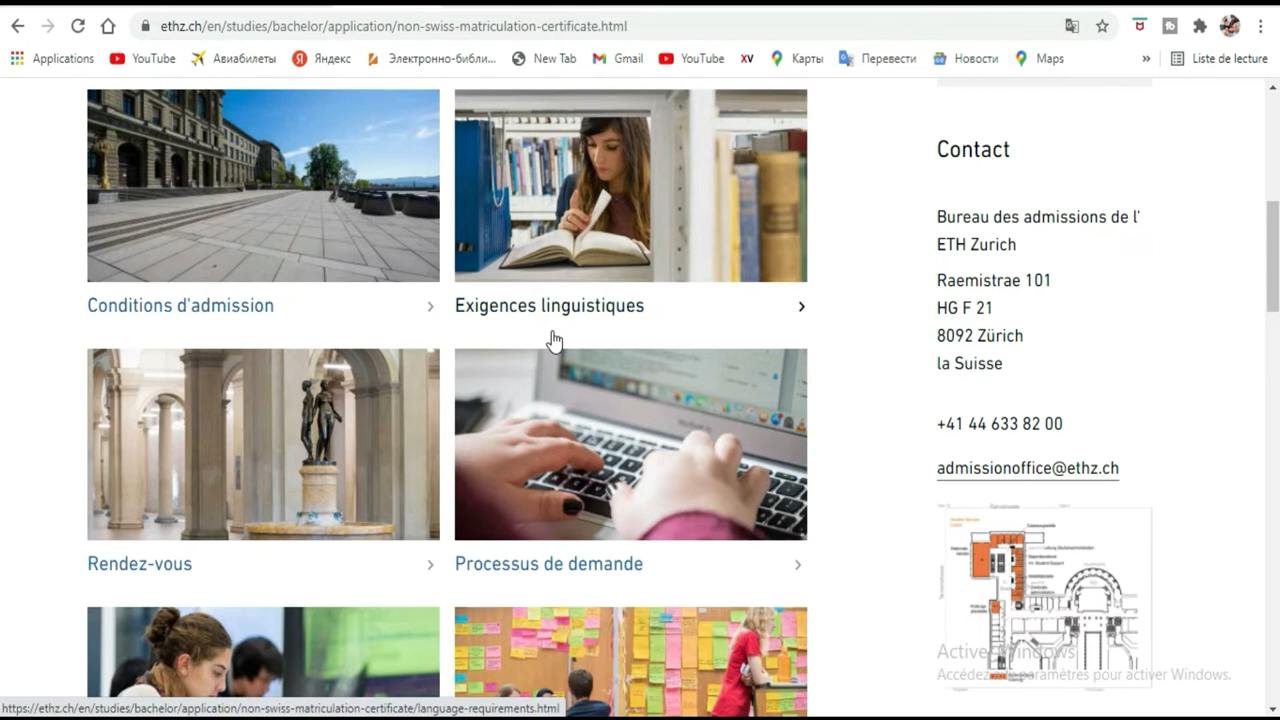 ethz.ch/en/studies/bachelor/application/non-swiss-matriculation-certificate.html
Applications
YouTube
Авиабилеты
Яндекс
Электронно-библи...
New Tab
Gmail
YouTube
XV
Карты
Перевести
Новости
Maps
»
Liste de lecture
Conditions d'admission
Exigences linguistiques
Rendez-vous
Processus de demande
Contact
Bureau des admissions de l'
ETH Zurich
Raemistrae 101
HG F 21
8092 Zürich
la Suisse
+41 44 633 82 00
admissionoffice@ethz.ch
Activer Windows
Accédez aux paramètres pour activer Windows.
https://ethz.ch/en/studies/bachelor/application/non-swiss-matriculation-certificate/language-requirements.html